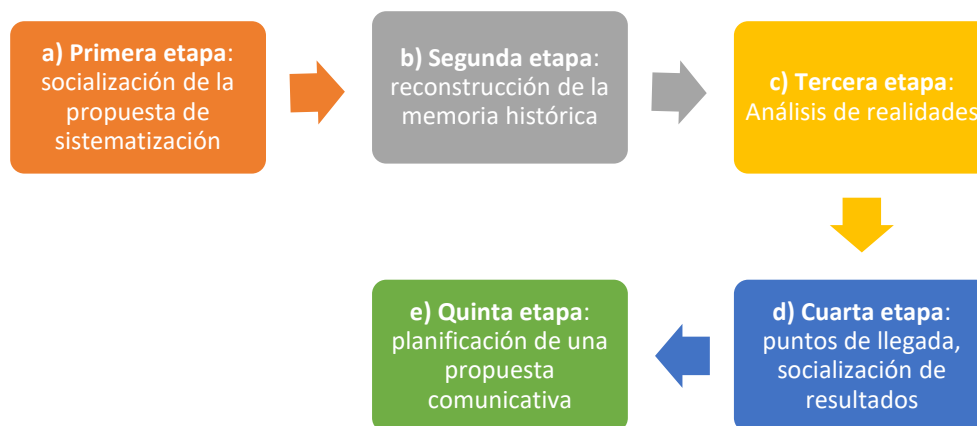 a) Primera etapa:
socialización de la
propuesta de
sistematización
b) Segunda etapa:
reconstrucción de la
memoria histórica
c) Tercera etapa:
Análisis de realidades
d) Cuarta etapa:
puntos de llegada,
socialización de
resultados
e) Quinta etapa:
planificación de una
propuesta
comunicativa